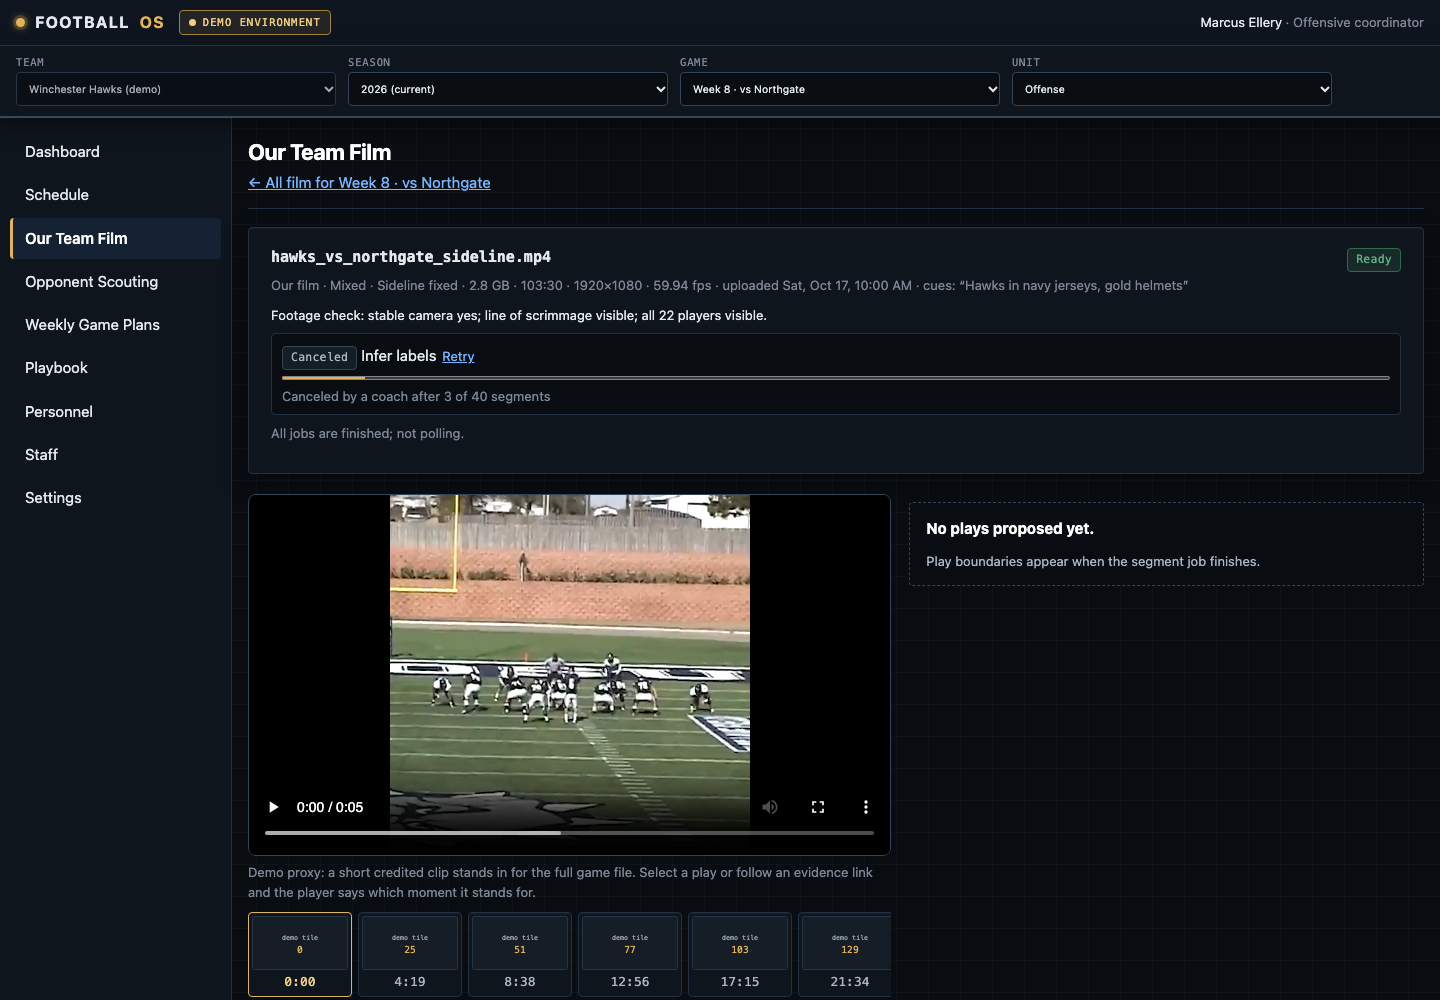 FOOTBALL OS
DEMO ENVIRONMENT
Marcus Ellery · Offensive coordinator
TEAM
Winchester Hawks (demo)
SEASON
2026 (current)
GAME
Week 8 · vs Northgate
UNIT
Offense
Dashboard
Schedule
Our Team Film
Opponent Scouting
Weekly Game Plans
Playbook
Personnel
Staff
Settings
Our Team Film
← All film for Week 8 · vs Northgate
hawks_vs_northgate_sideline.mp4
Ready
Our film · Mixed · Sideline fixed · 2.8 GB · 103:30 · 1920×1080 · 59.94 fps · uploaded Sat, Oct 17, 10:00 AM · cues: “Hawks in navy jerseys, gold helmets”
Footage check: stable camera yes; line of scrimmage visible; all 22 players visible.
Canceled Infer labels Retry
Canceled by a coach after 3 of 40 segments
All jobs are finished; not polling.
0:00 / 0:05
No plays proposed yet.
Play boundaries appear when the segment job finishes.
Demo proxy: a short credited clip stands in for the full game file. Select a play or follow an evidence link
and the player says which moment it stands for.
demo tile
0
0:00
demo tile
25
4:19
demo tile
51
8:38
demo tile
77
12:56
demo tile
103
17:15
demo tile
129
21:34